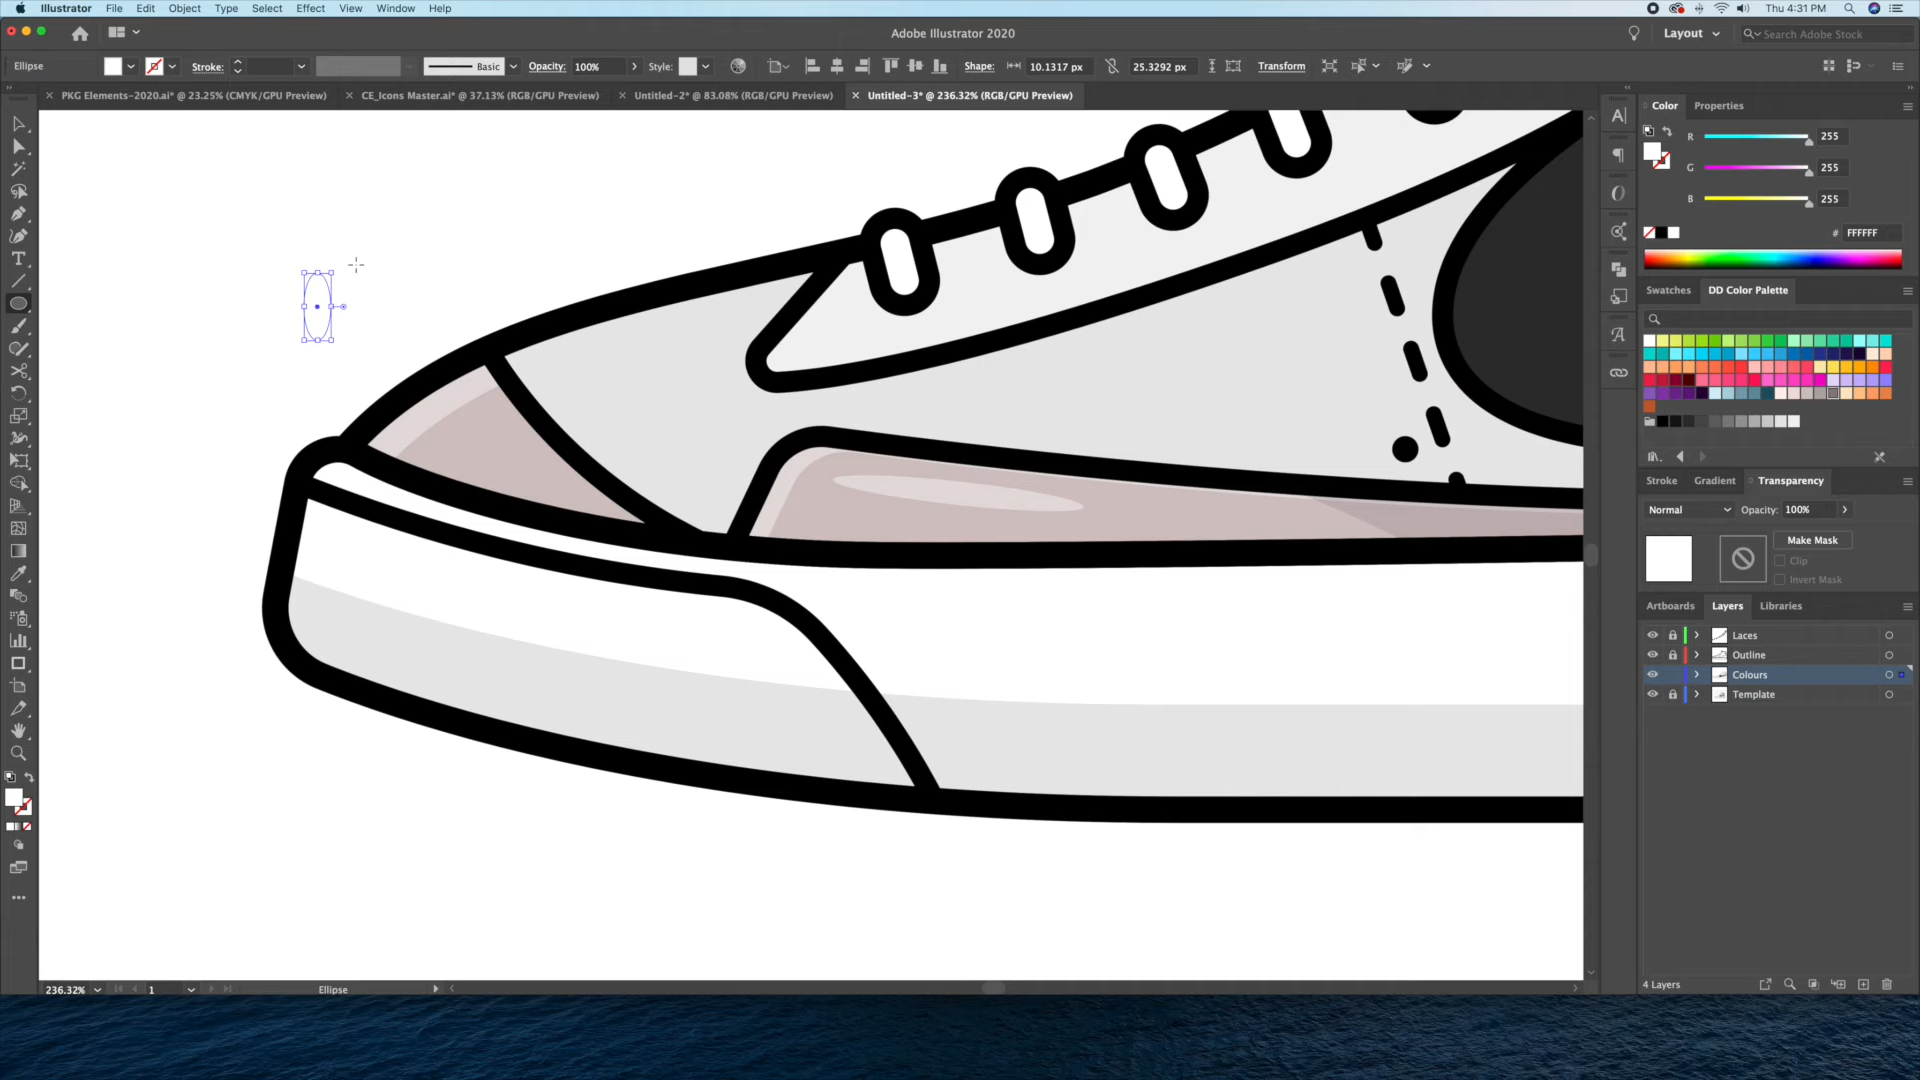 Illustrator File Edit Object Type Select Effect View Window Help Thu 4:31 PM
Adobe Illustrator 2020 Layout Search Adobe Stock
Ellipse Stroke: Basic Opacity: 100% Style: Shape: 10.1317 px 25.3292 px Transform
PKG Elements-2020.ai* @ 23.25% (CMYK/GPU Preview) CE_Icons Master.ai* @ 37.13% (RGB/GPU Preview) Untitled-2* @ 83.08% (RGB/GPU Preview) Untitled-3* @ 236.32% (RGB/GPU Preview)
Color Properties
R 255
G 255
B 255
# FFFFFF
Swatches DD Color Palette
Stroke Gradient Transparency
Normal Opacity: 100%
Make Mask
Clip
Invert Mask
Artboards Layers Libraries
Laces
Outline
Colours
Template
4 Layers
236.32% 1 Ellipse